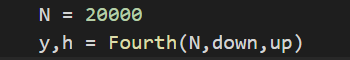 N = 20000
y,h = Fourth(N,down,up)